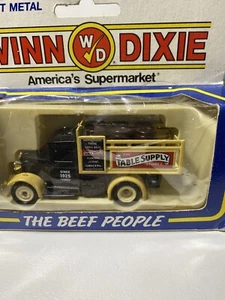 T METAL
WINN DIXIE
W D
America's Supermarket
TABLE SUPPLY
SINCE
1925
THE BEEF PEOPLE